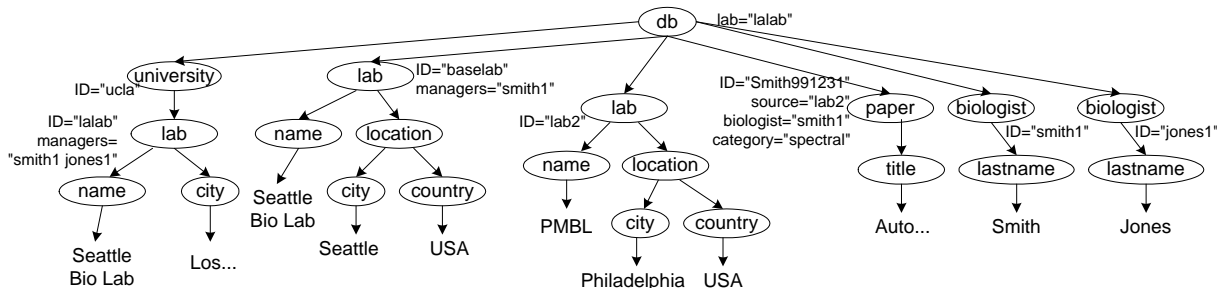 db
lab="lalab"
university
ID="ucla"
lab
ID="baselab"
managers="smith1"
ID="lalab"
managers=
"smith1 jones1"
lab
name
Seattle
Bio Lab
city
Los...
name
Seattle
Bio Lab
location
city
Seattle
country
USA
lab
ID="lab2"
name
PMBL
location
city
Philadelphia
country
USA
ID="Smith991231"
source="lab2"
biologist="smith1"
category="spectral"
paper
title
Auto...
biologist
ID="smith1"
lastname
Smith
biologist
ID="jones1"
lastname
Jones